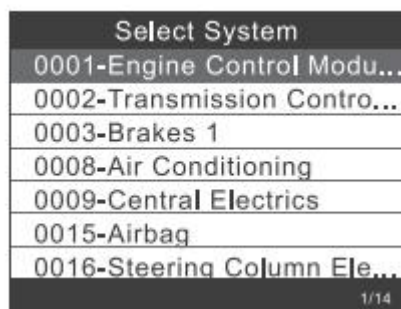 Select System
0001-Engine Control Modu...
0002-Transmission Contro...
0003-Brakes 1
0008-Air Conditioning
0009-Central Electrics
0015-Airbag
0016-Steering Column Ele...
1/14